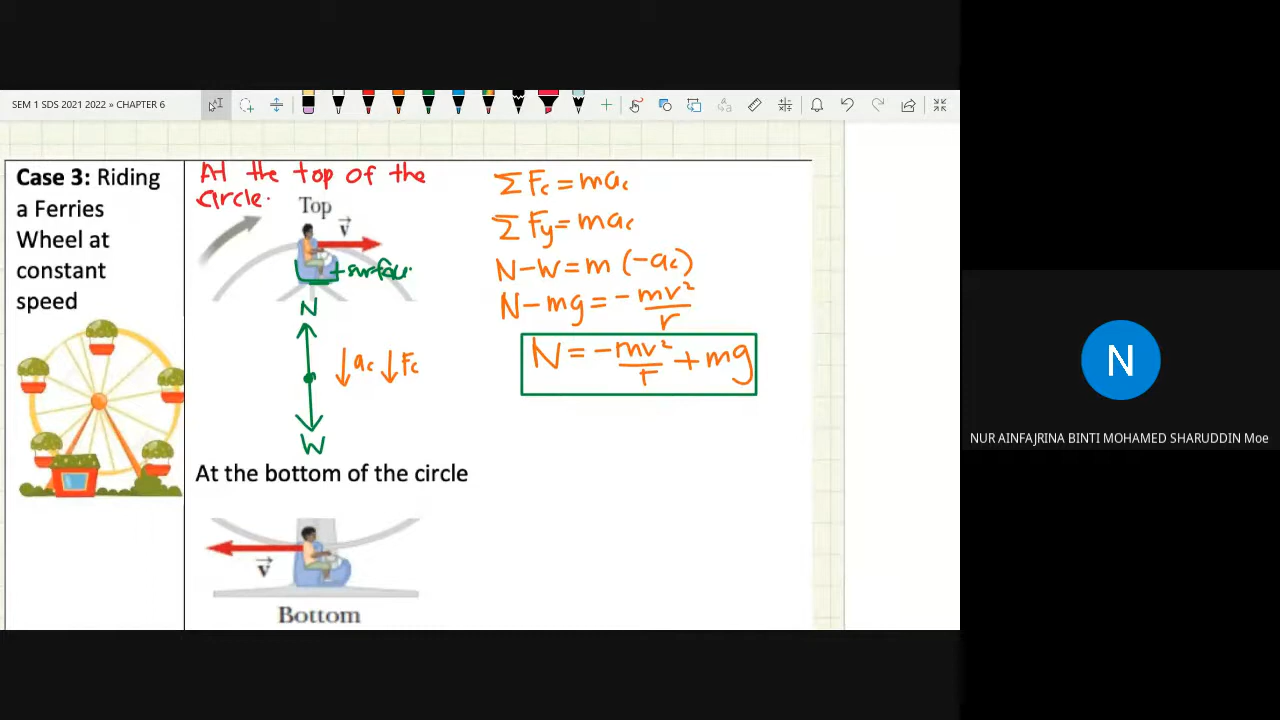 SEM 1 SDS 2021 2022 » CHAPTER 6
Case 3: Riding
a Ferries
Wheel at
constant
speed
At the top of the
circle.
Top
v
surface.
N
ac Fc
W
ΣFc = mac
ΣFy = mac
N-W = m (-ac)
N-mg = -mv²/r
N = -mv²/r + mg
At the bottom of the circle
v
Bottom
N
NUR AINFAJRINA BINTI MOHAMED SHARUDDIN Moe